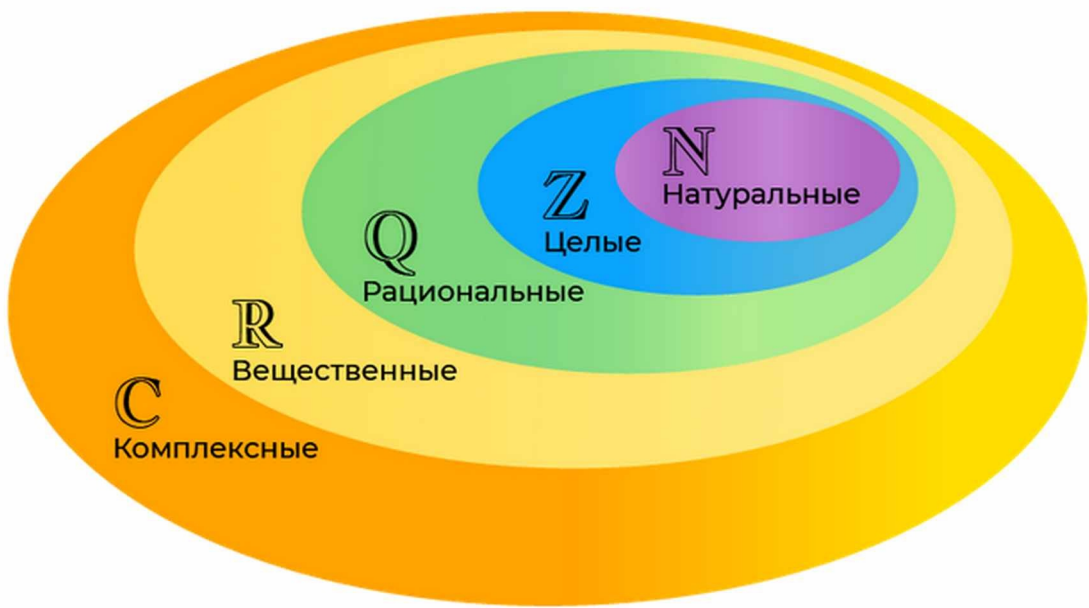 ℕ
Натуральные
ℤ
Целые
ℚ
Рациональные
ℝ
Вещественные
ℂ
Комплексные